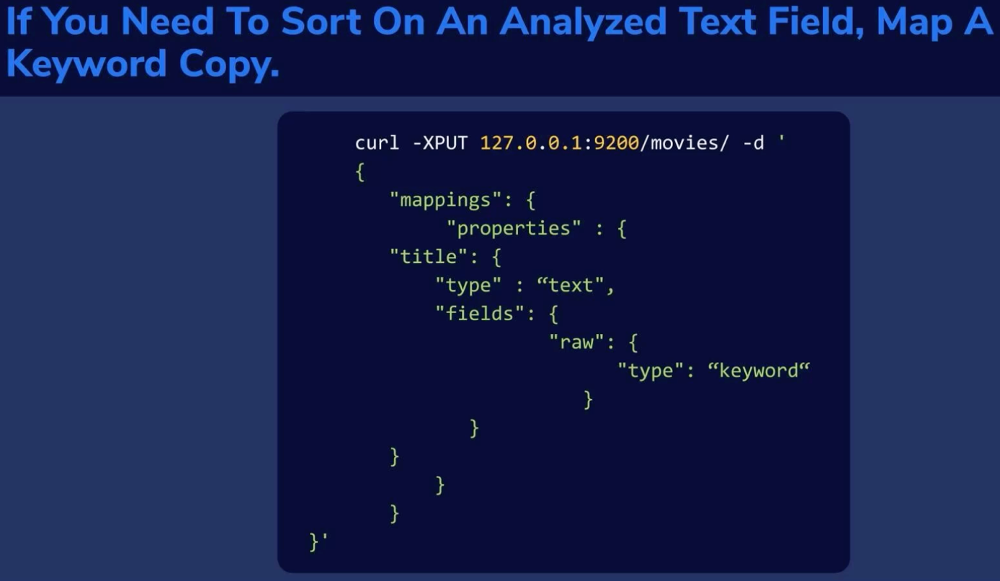 If You Need To Sort On An Analyzed Text Field, Map A
Keyword Copy.
curl -XPUT 127.0.0.1:9200/movies/ -d '
{
"mappings": {
"properties" : {
"title": {
"type" : “text",
"fields": {
"raw": {
"type": “keyword“
}
}
}
}
}
}'